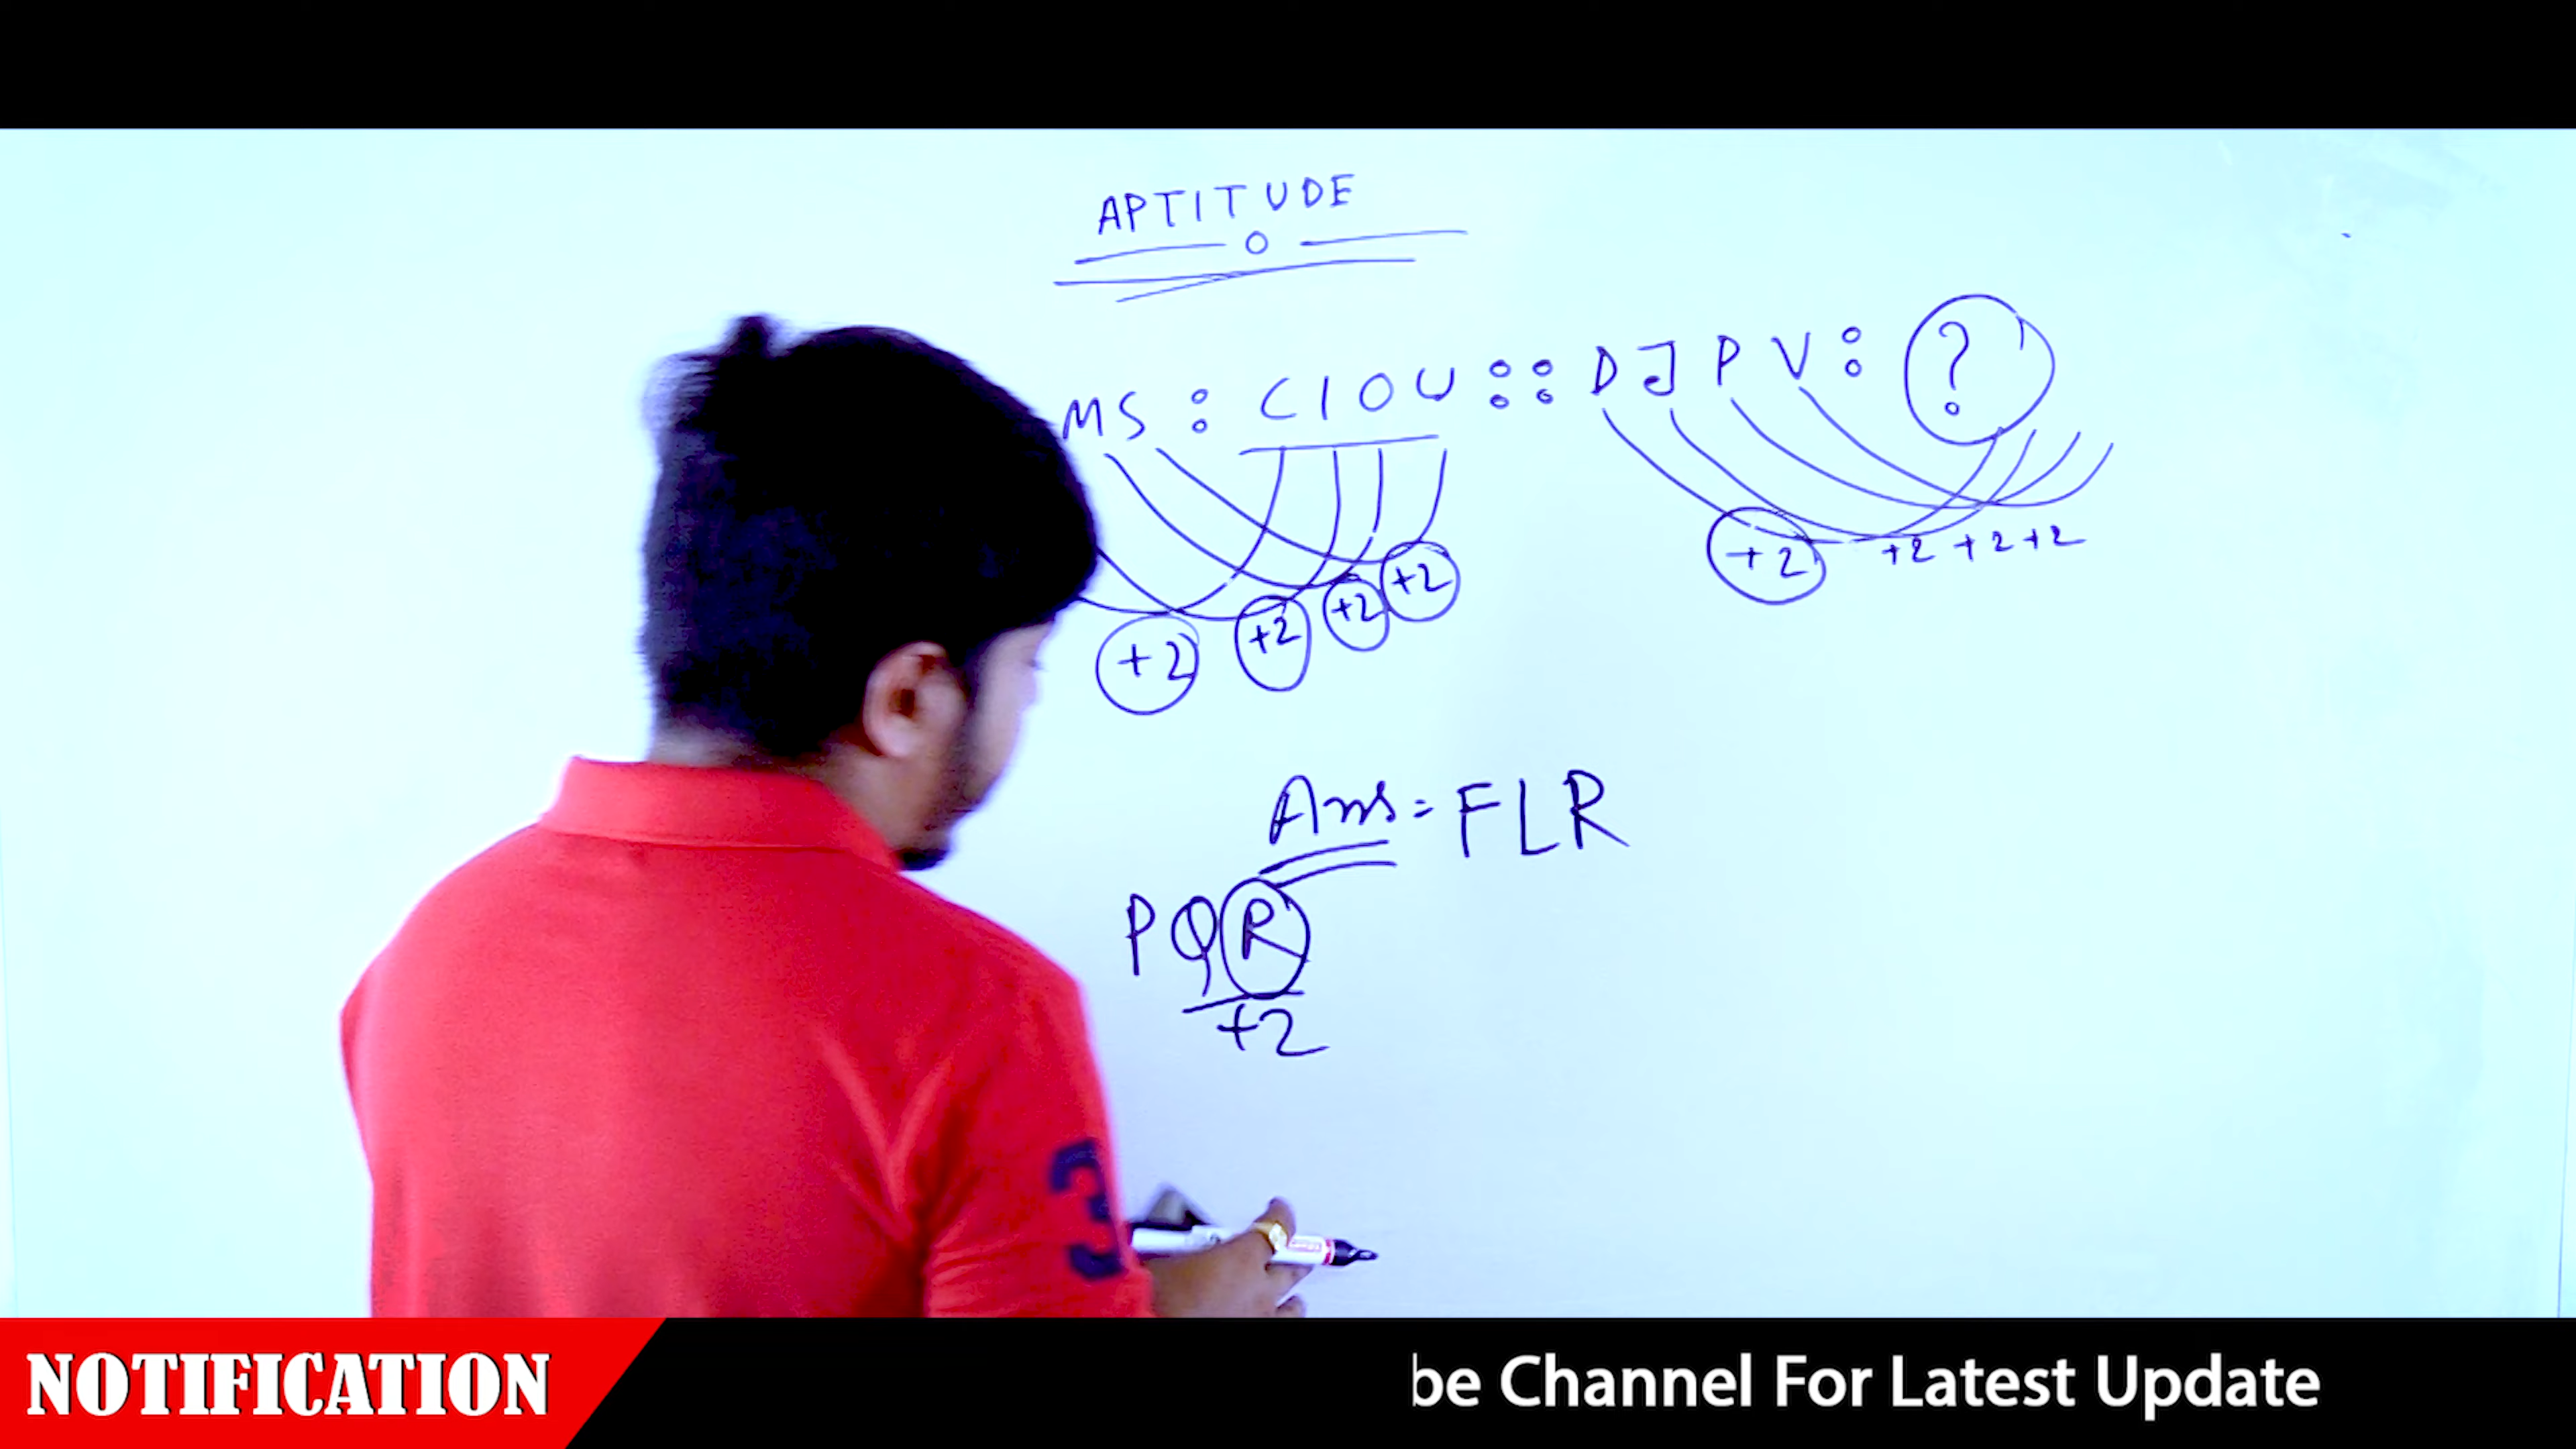 APTITUDE
MS : CIOU :: DJPV : ?
+2 +2 +2 +2
+2 +2 +2 +2
Ans = FLR
PQR
+2
3
NOTIFICATION
be Channel For Latest Update